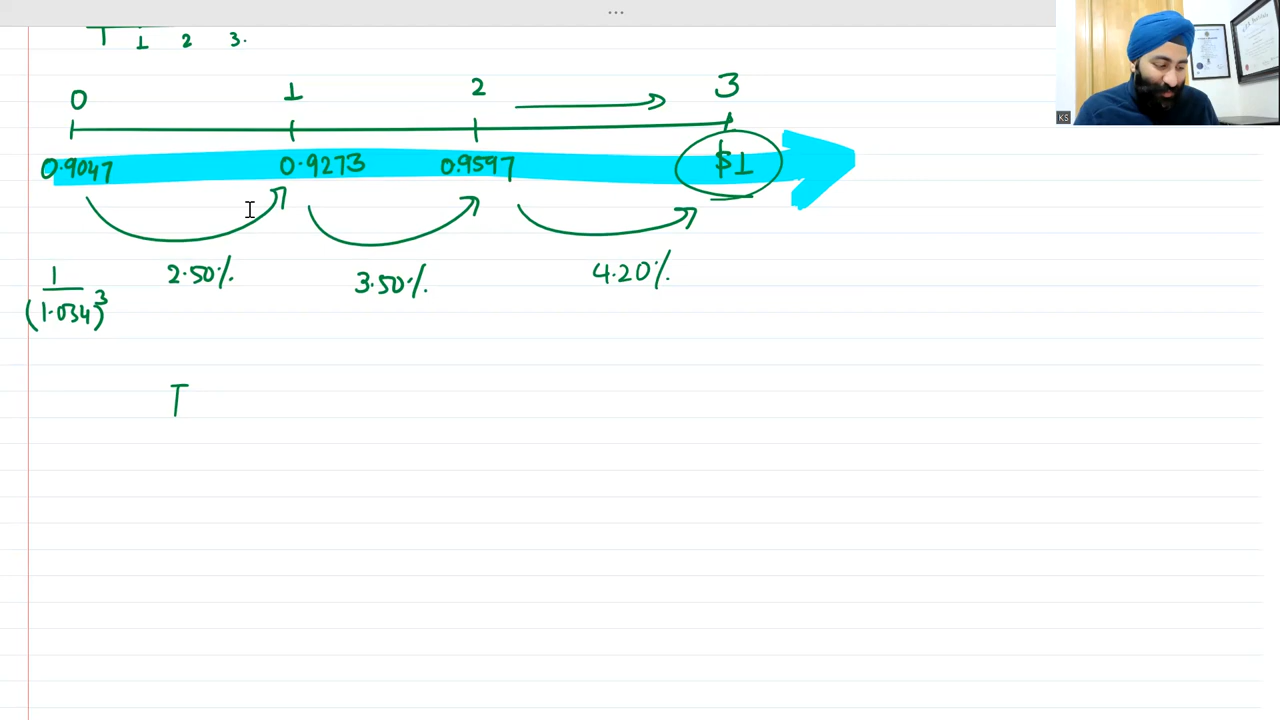 ...
T 1 2 3.
0 1 2 3
0.9047 0.9273 0.9597 $1
2.50% 3.50% 4.20%
1
(1.034)³
T
KS